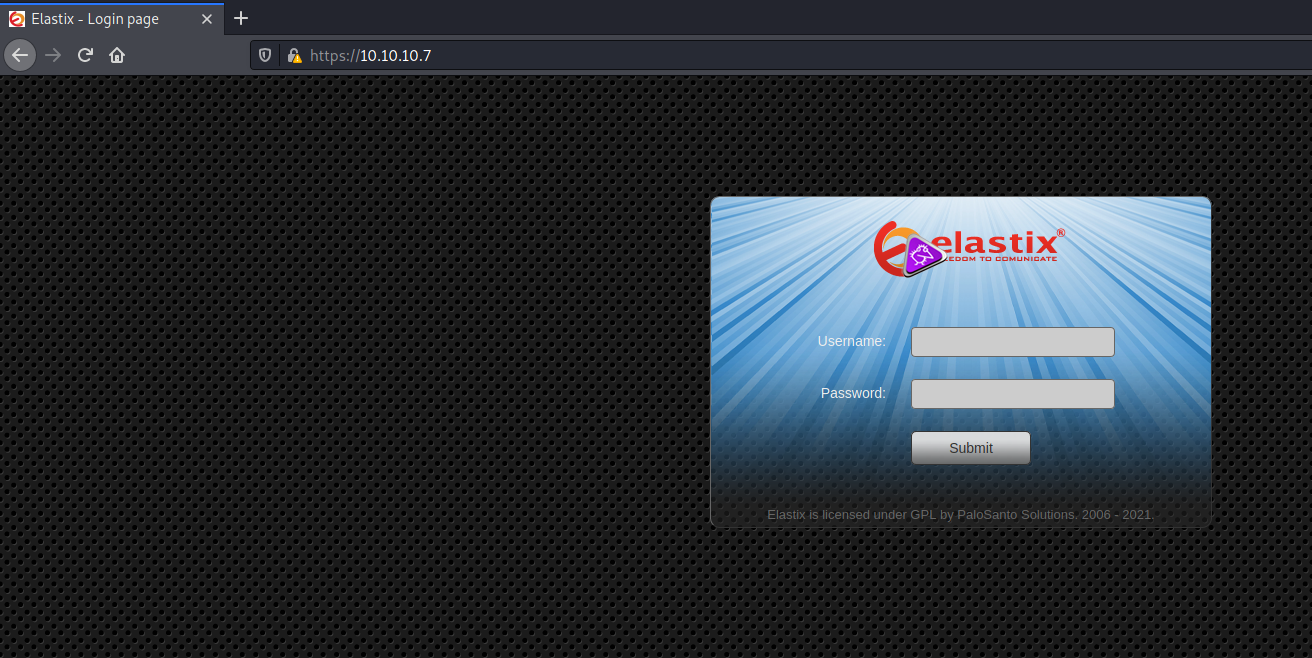 Elastix - Login page
https://10.10.10.7
elastix®
EDOM TO COMUNICATE
Username:
Password:
Submit
Elastix is licensed under GPL by PaloSanto Solutions. 2006 - 2021.